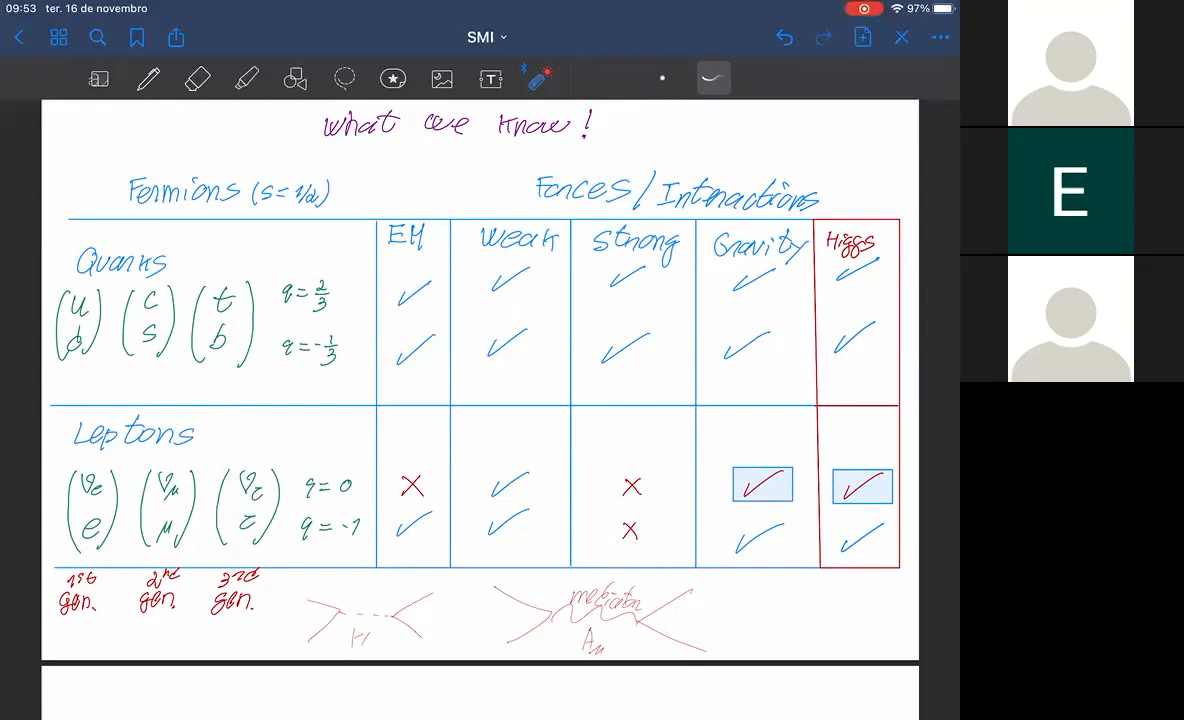 09:53 ter. 16 de novembro
97%
SMI
T
What we know!
Fermions (s=1/2)
Forces/Interactions
EM Weak Strong Gravity Higgs
Quarks
(u d) (c s) (t b)
q=2/3
q=-1/3
✓ ✓ ✓ ✓ ✓
✓ ✓ ✓ ✓ ✓
Leptons
(νe e) (νμ μ) (ντ τ)
q=0
q=-1
× ✓ × ✓ ✓
✓ ✓ × ✓ ✓
1st gen. 2nd gen. 3rd gen.
H
mediator
Aμ
E